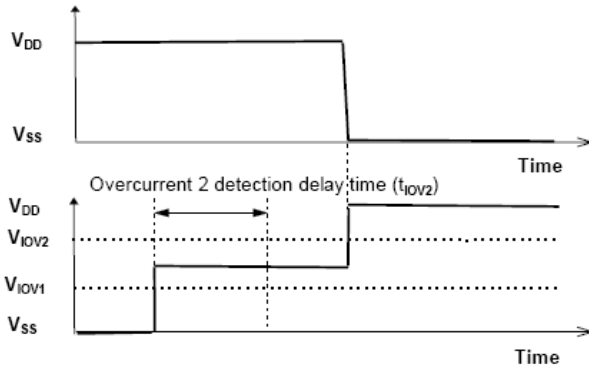 VDD
VSS
Time
Overcurrent 2 detection delay time (tIOV2)
VDD
VIOV2
VIOV1
VSS
Time